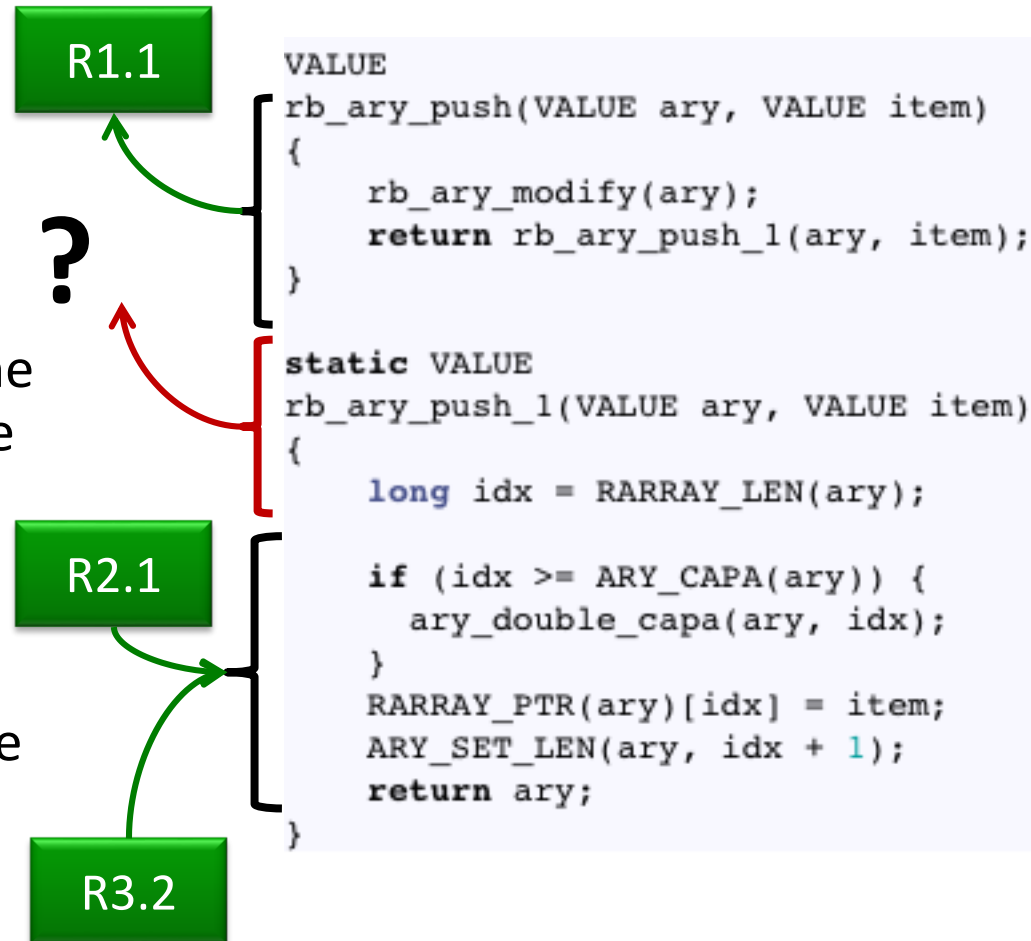 R1.1
VALUE
rb_ary_push(VALUE ary, VALUE item)
{
    rb_ary_modify(ary);
    return rb_ary_push_1(ary, item);
}
?
static VALUE
rb_ary_push_1(VALUE ary, VALUE item)
{
    long idx = RARRAY_LEN(ary);
R2.1
    if (idx >= ARY_CAPA(ary)) {
      ary_double_capa(ary, idx);
    }
    RARRAY_PTR(ary)[idx] = item;
    ARY_SET_LEN(ary, idx + 1);
    return ary;
}
R3.2